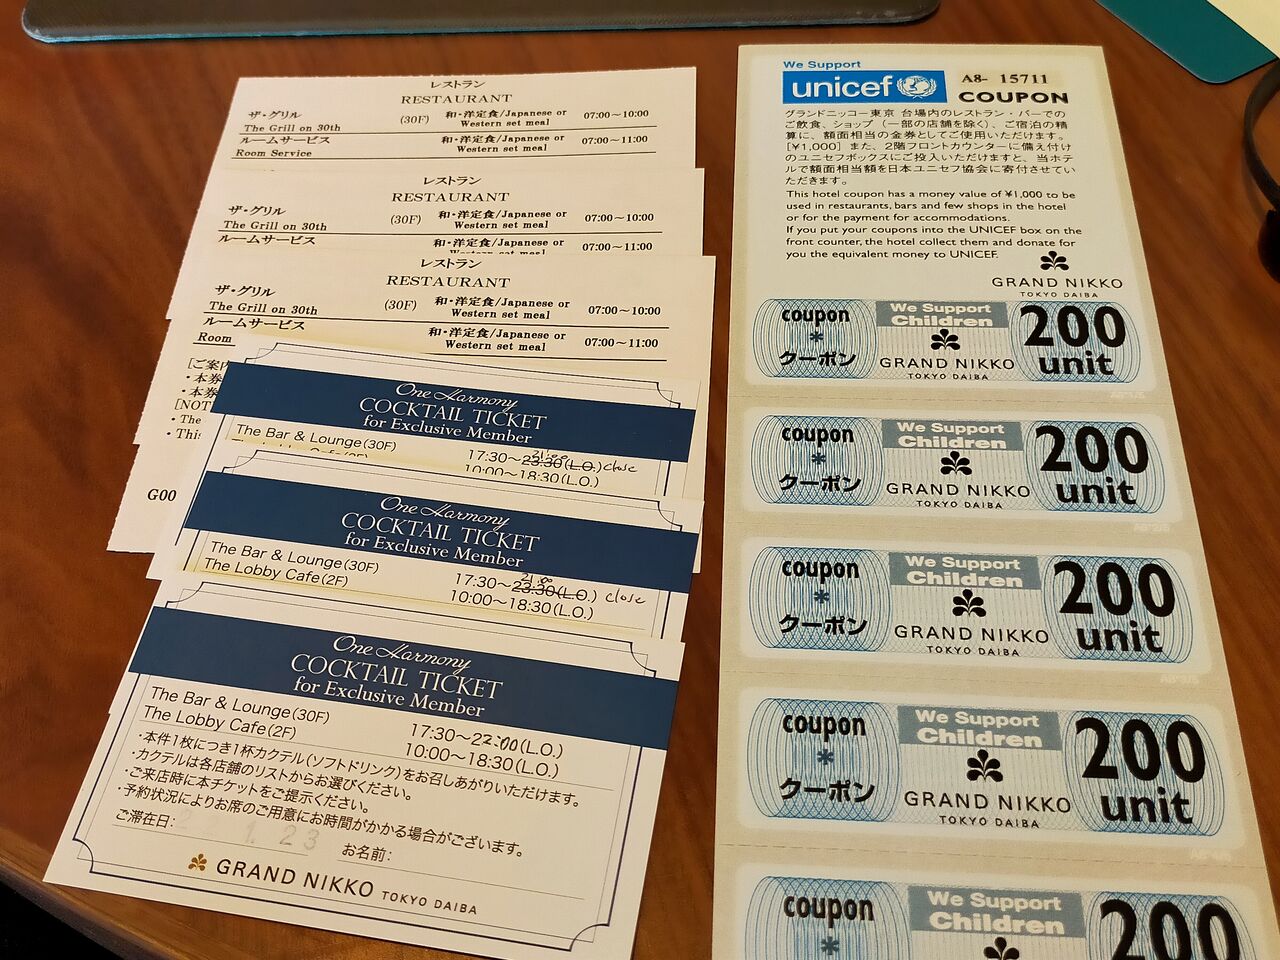 レストラン
RESTAURANT
ザ・グリル
The Grill on 30th
(30F)
和・洋定食/Japanese or
Western set meal
07:00〜10:00
ルームサービス
Room Service
和・洋定食/Japanese or
Western set meal
07:00〜11:00
レストラン
RESTAURANT
ザ・グリル
The Grill on 30th
(30F)
和・洋定食/Japanese or
Western set meal
07:00〜10:00
ルームサービス
和・洋定食/Japanese or
Western set meal
07:00〜11:00
レストラン
RESTAURANT
ザ・グリル
The Grill on 30th
(30F)
和・洋定食/Japanese or
Western set meal
07:00〜10:00
ルームサービス
Room
和・洋定食/Japanese or
Western set meal
07:00〜11:00
[ご案内
・本券
・本券
[NOT
・The
・This
G00
One Harmony
COCKTAIL TICKET
for Exclusive Member
The Bar & Lounge(30F)
17:30〜23:30(L.O.) 21:00 close
10:00〜18:30(L.O.)
One Harmony
COCKTAIL TICKET
for Exclusive Member
The Bar & Lounge(30F)
17:30〜23:30(L.O.) 21:00 close
The Lobby Cafe(2F)
10:00〜18:30(L.O.)
One Harmony
COCKTAIL TICKET
for Exclusive Member
The Bar & Lounge(30F)
17:30〜22:00(L.O.)
The Lobby Cafe(2F)
10:00〜18:30(L.O.)
・本件1枚につき1杯カクテル(ソフトドリンク)をお召しあがりいただけます。
・カクテルは各店舗のリストからお選びください。
・ご来店時に本チケットをご提示ください。
・予約状況によりお席のご用意にお時間がかかる場合がございます。
ご滞在日: 1. 23 お名前:
GRAND NIKKO TOKYO DAIBA
We Support
unicef
A8- 15711
COUPON
グランドニッコー東京 台場内のレストラン・バーでの
ご飲食、ショップ（一部の店舗を除く）、ご宿泊の精
算に、額面相当の金券としてご使用いただけます。
[¥1,000] また、2階フロントカウンターに備え付け
のユニセフボックスにご投入いただけますと、当ホテ
ルで額面相当額を日本ユニセフ協会に寄付させてい
ただきます。
This hotel coupon has a money value of ¥1,000 to be
used in restaurants, bars and few shops in the hotel
or for the payment for accommodations.
If you put your coupons into the UNICEF box on the
front counter, the hotel collect them and donate for
you the equivalent money to UNICEF.
GRAND NIKKO
TOKYO DAIBA
coupon
*
クーポン
We Support
Children
GRAND NIKKO
TOKYO DAIBA
200
unit
coupon
*
クーポン
We Support
Children
GRAND NIKKO
TOKYO DAIBA
200
unit
coupon
*
クーポン
We Support
Children
GRAND NIKKO
TOKYO DAIBA
200
unit
coupon
*
クーポン
We Support
Children
GRAND NIKKO
TOKYO DAIBA
200
unit
coupon
*
We Support
Children
200